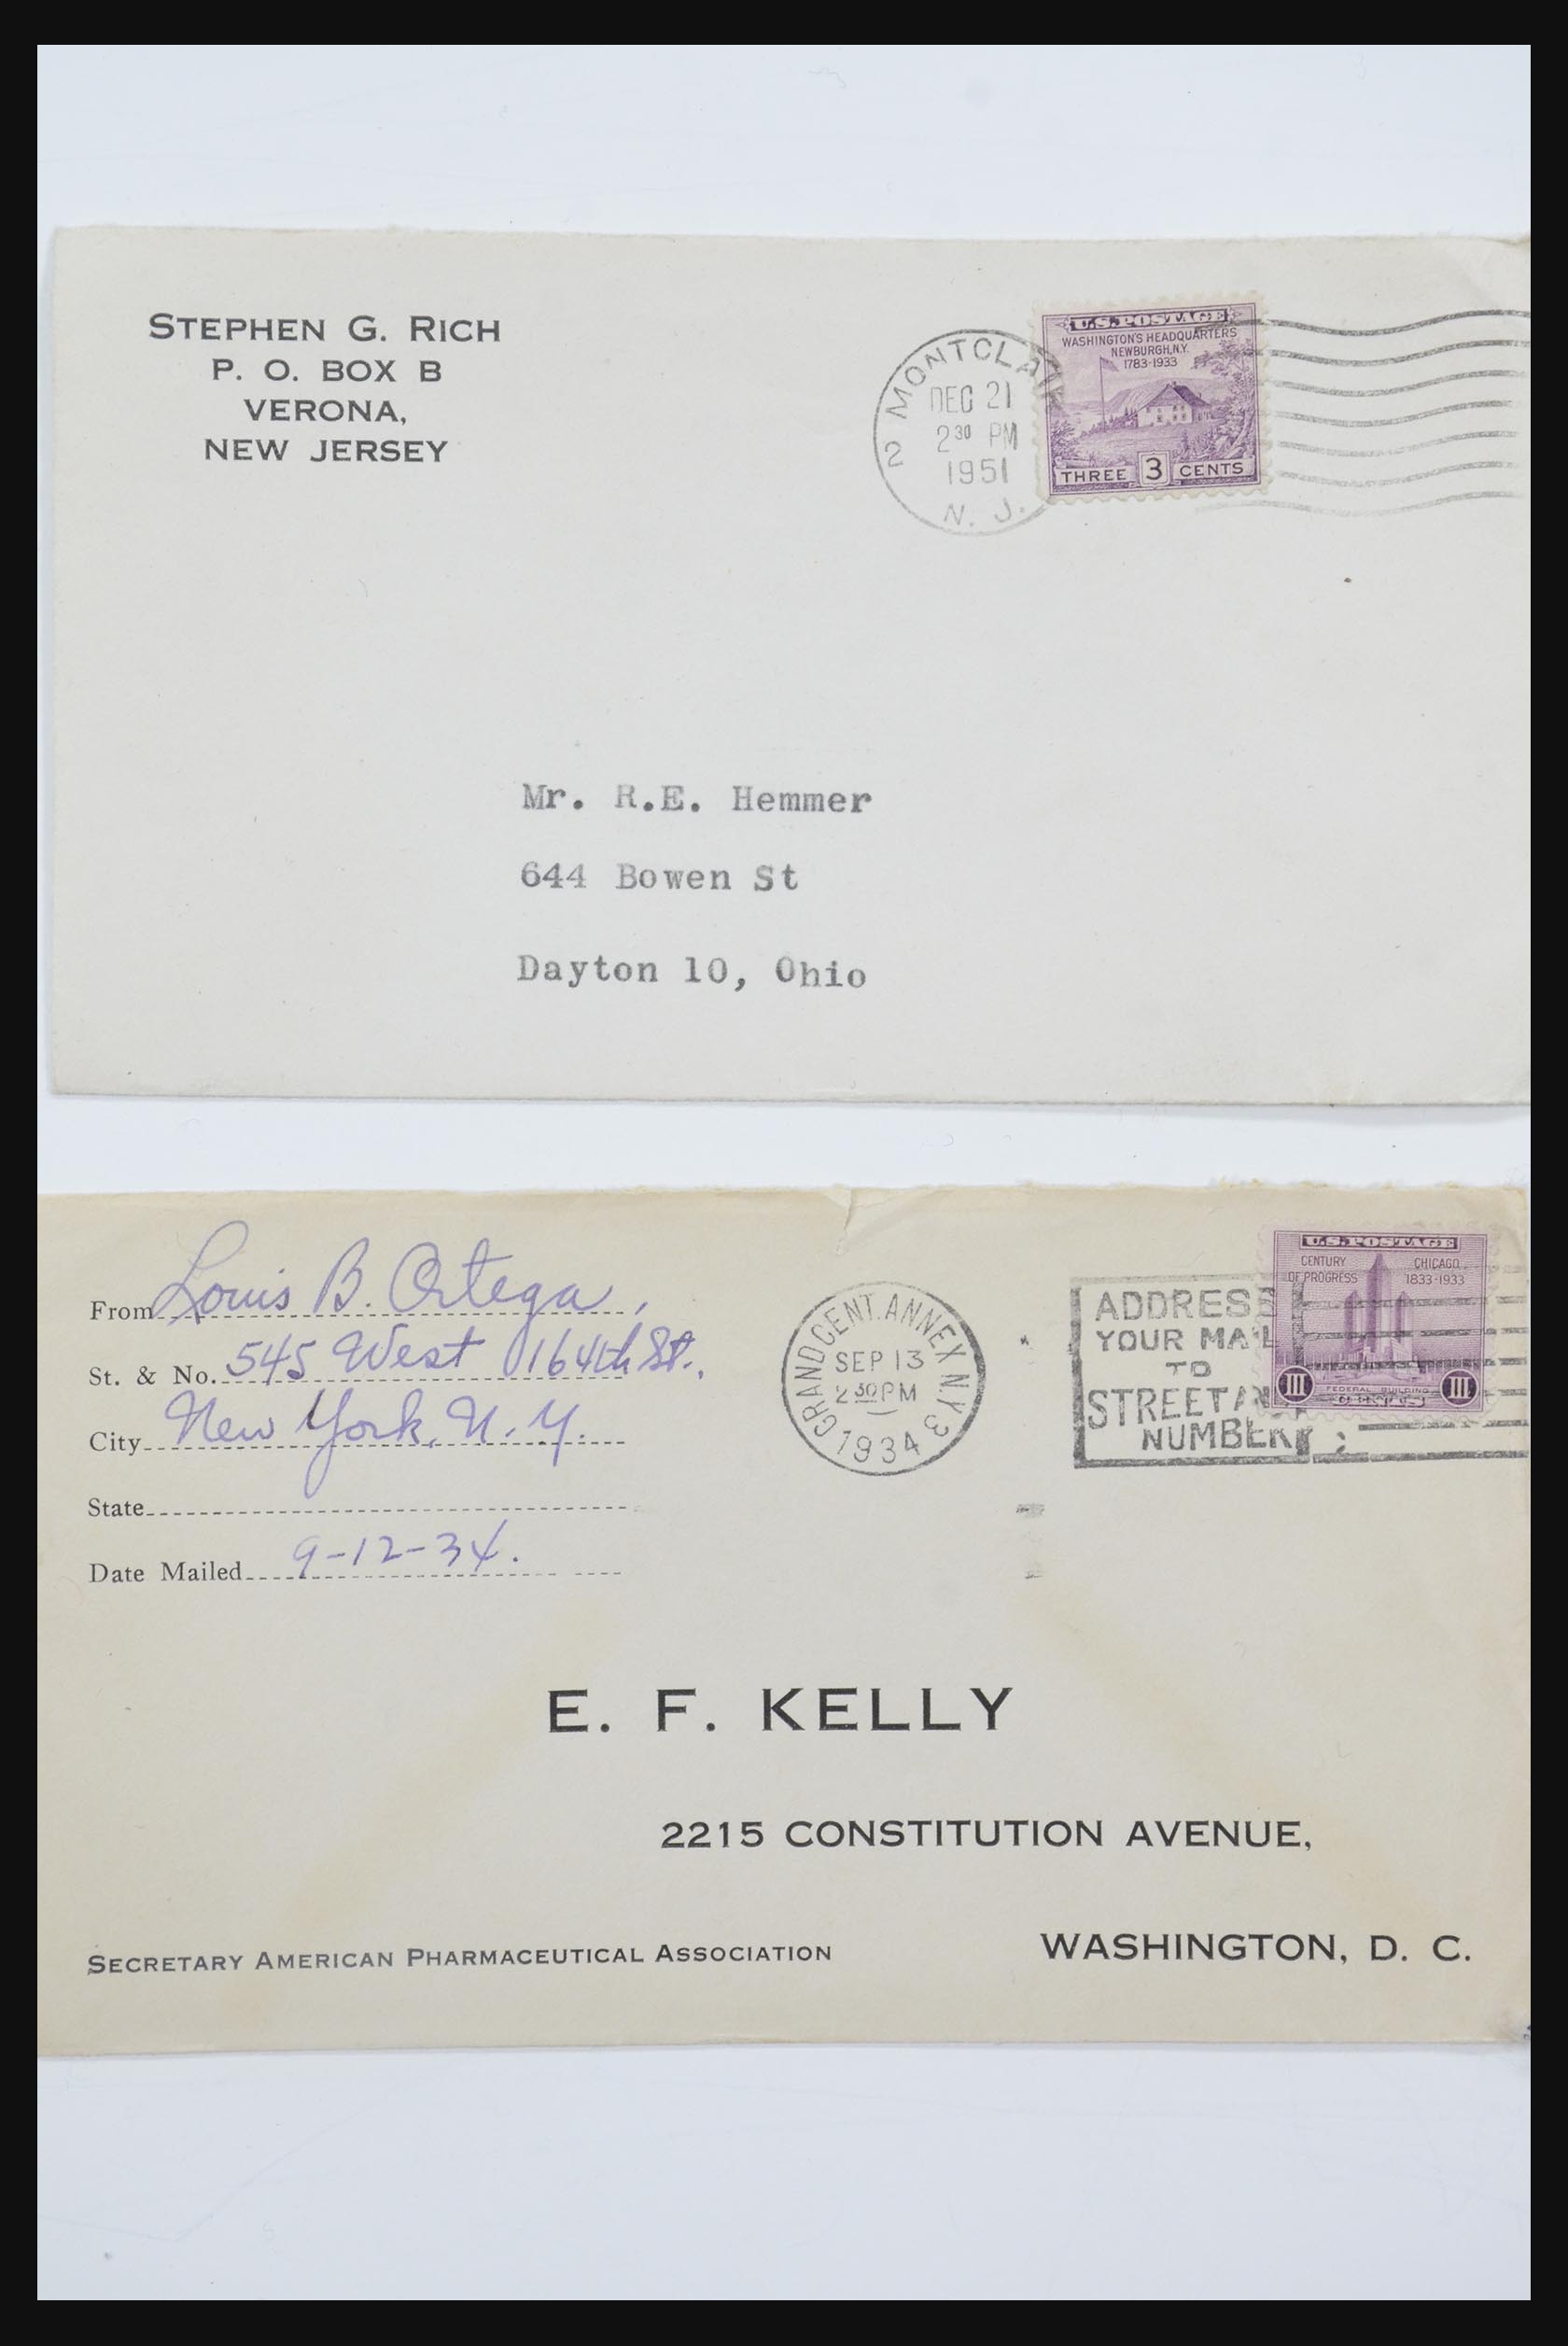 STEPHEN G. RICH
P. O. BOX B
VERONA,
NEW JERSEY
2 MONTCLAIR
DEC 21
2 30 PM
1951
N. J.
U.S. POSTAGE
WASHINGTON'S HEADQUARTERS
NEWBURGH, N.Y.
1783-1933
THREE 3 CENTS
Mr. R.E. Hemmer
644 Bowen St
Dayton 10, Ohio
From Louis B. Ortega,
St. & No. 545 West 164th St.,
City New York, N. Y.
State
Date Mailed 9-12-34.
GRAND CENT. ANNEX N.Y. 3
SEP 13
2 30 PM
1934
ADDRESS
YOUR MAIL
TO
STREET AND
NUMBER
U.S. POSTAGE
CENTURY OF PROGRESS
CHICAGO 1833-1933
III FEDERAL BUILDING III
CENTS
E. F. KELLY
2215 CONSTITUTION AVENUE,
SECRETARY AMERICAN PHARMACEUTICAL ASSOCIATION
WASHINGTON, D. C.